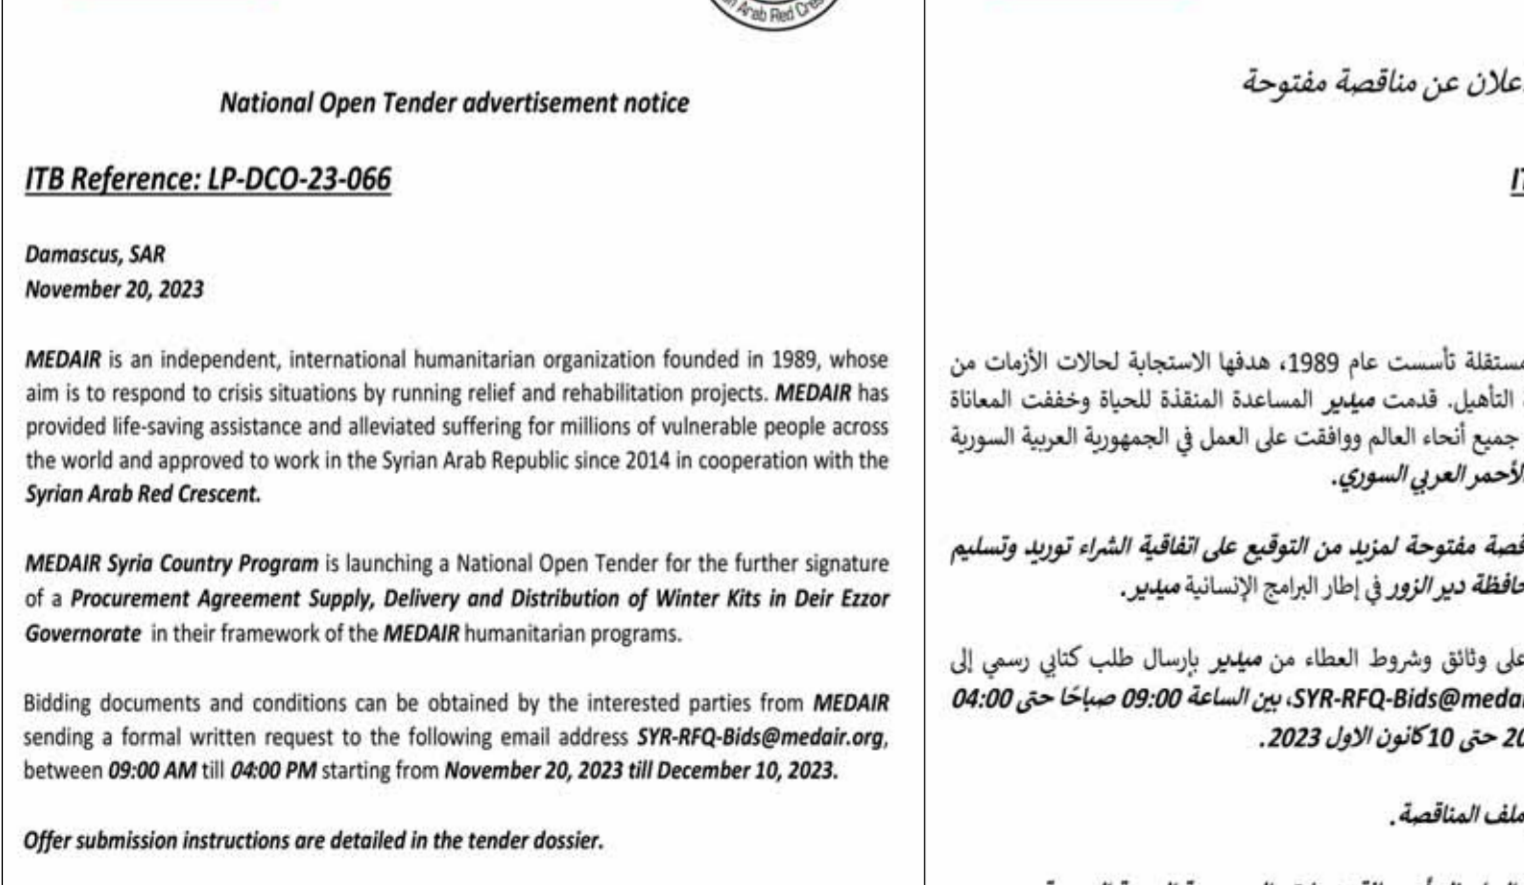 Arab Red Cres
National Open Tender advertisement notice
ITB Reference: LP-DCO-23-066
Damascus, SAR
November 20, 2023
MEDAIR is an independent, international humanitarian organization founded in 1989, whose
aim is to respond to crisis situations by running relief and rehabilitation projects. MEDAIR has
provided life-saving assistance and alleviated suffering for millions of vulnerable people across
the world and approved to work in the Syrian Arab Republic since 2014 in cooperation with the
Syrian Arab Red Crescent.
MEDAIR Syria Country Program is launching a National Open Tender for the further signature
of a Procurement Agreement Supply, Delivery and Distribution of Winter Kits in Deir Ezzor
Governorate in their framework of the MEDAIR humanitarian programs.
Bidding documents and conditions can be obtained by the interested parties from MEDAIR
sending a formal written request to the following email address SYR-RFQ-Bids@medair.org,
between 09:00 AM till 04:00 PM starting from November 20, 2023 till December 10, 2023.
Offer submission instructions are detailed in the tender dossier.
علان عن مناقصة مفتوحة
مستقلة تأسست عام 1989، هدفها الاستجابة لحالات الأزمات من
التأهيل. قدمت ميدير المساعدة المنقذة للحياة وخففت المعاناة
جميع أنحاء العالم ووافقت على العمل في الجمهورية العربية السورية
الأحمر العربي السوري.
قصة مفتوحة لمزيد من التوقيع على اتفاقية الشراء توريد وتسليم
حافظة دير الزور في إطار البرامج الإنسانية ميدير.
على وثائق وشروط العطاء من ميدير بإرسال طلب كتابي رسمي إلى
SYR-RFQ-Bids@medai، بين الساعة 09:00 صباحًا حتى 04:00
20 حتى 10 كانون الاول 2023.
ملف المناقصة.